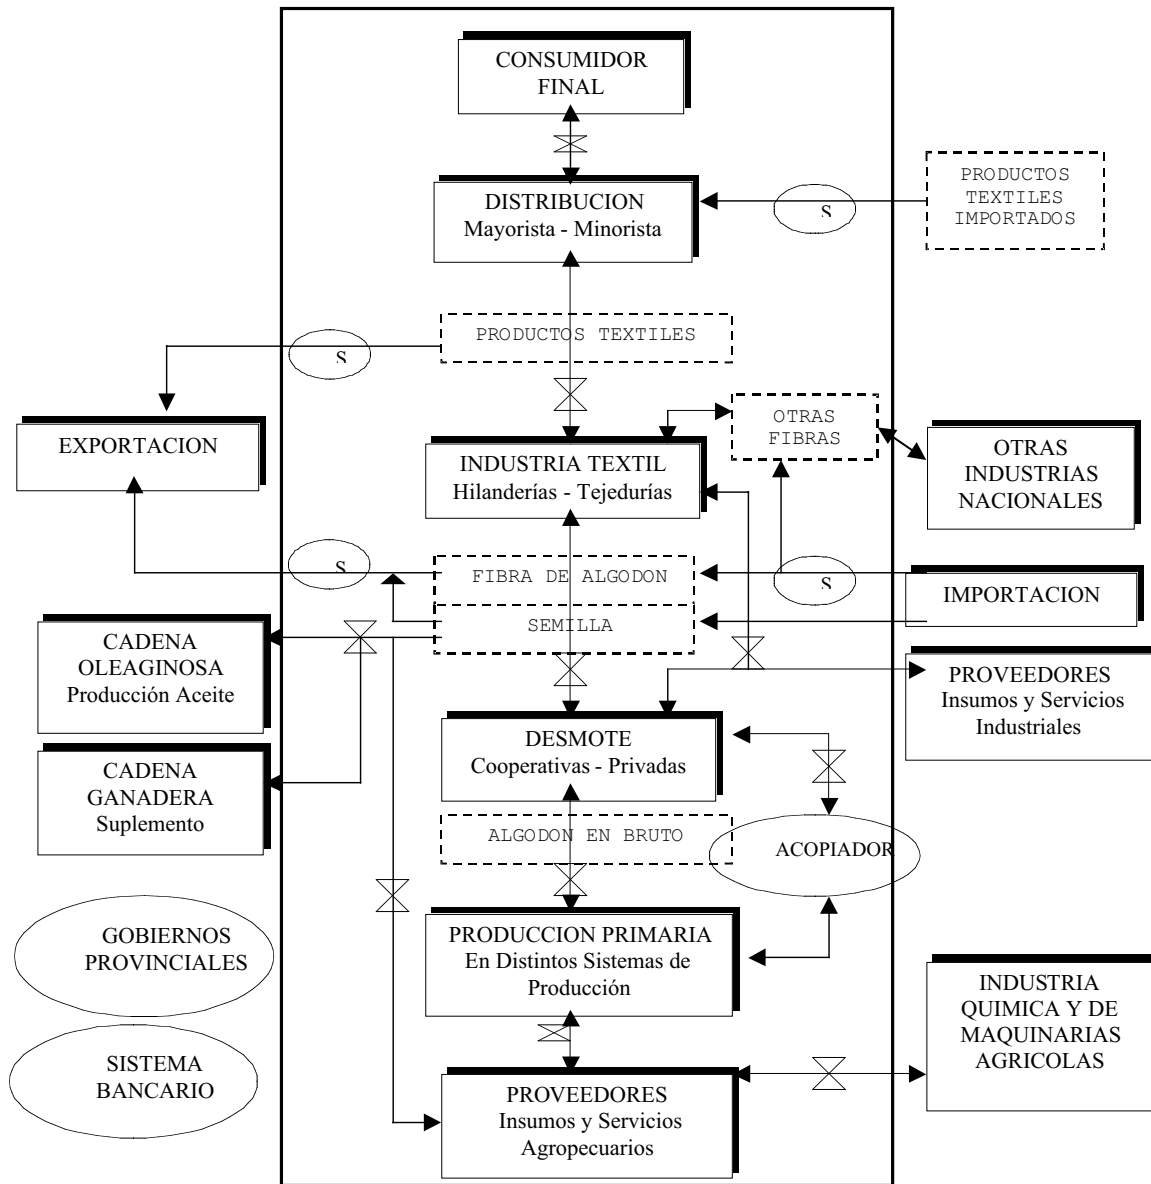 CONSUMIDOR
FINAL
DISTRIBUCION
Mayorista - Minorista
S
PRODUCTOS
TEXTILES
IMPORTADOS
PRODUCTOS TEXTILES
S
EXPORTACION
INDUSTRIA TEXTIL
Hilanderías - Tejedurías
OTRAS
FIBRAS
OTRAS
INDUSTRIAS
NACIONALES
S
FIBRA DE ALGODON
S
IMPORTACION
SEMILLA
CADENA
OLEAGINOSA
Producción Aceite
PROVEEDORES
Insumos y Servicios
Industriales
DESMOTE
Cooperativas - Privadas
CADENA
GANADERA
Suplemento
ALGODON EN BRUTO
ACOPIADOR
GOBIERNOS
PROVINCIALES
PRODUCCION PRIMARIA
En Distintos Sistemas de
Producción
INDUSTRIA
QUIMICA Y DE
MAQUINARIAS
AGRICOLAS
SISTEMA
BANCARIO
PROVEEDORES
Insumos y Servicios
Agropecuarios